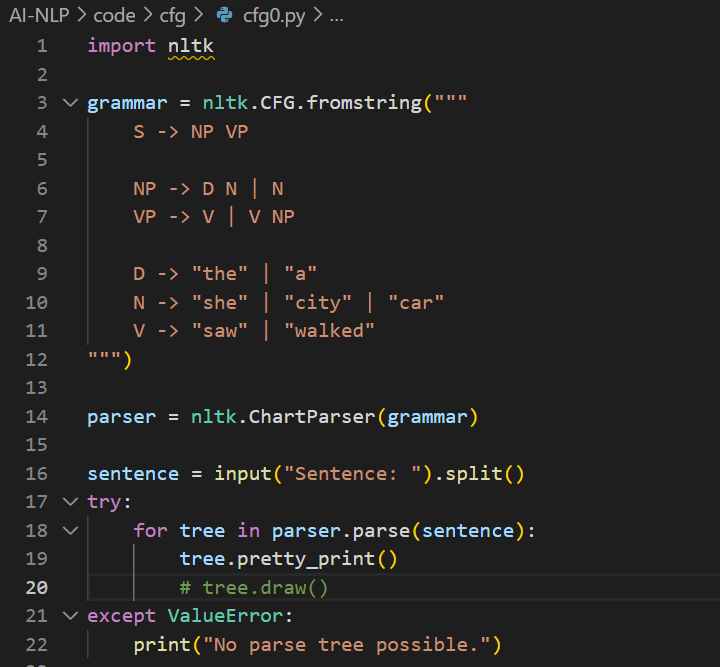 AI-NLP > code > cfg > cfg0.py > ...
1 import nltk
2
3 grammar = nltk.CFG.fromstring("""
4     S -> NP VP
5
6     NP -> D N | N
7     VP -> V | V NP
8
9     D -> "the" | "a"
10     N -> "she" | "city" | "car"
11     V -> "saw" | "walked"
12 """)
13
14 parser = nltk.ChartParser(grammar)
15
16 sentence = input("Sentence: ").split()
17 try:
18     for tree in parser.parse(sentence):
19         tree.pretty_print()
20         # tree.draw()
21 except ValueError:
22     print("No parse tree possible.")